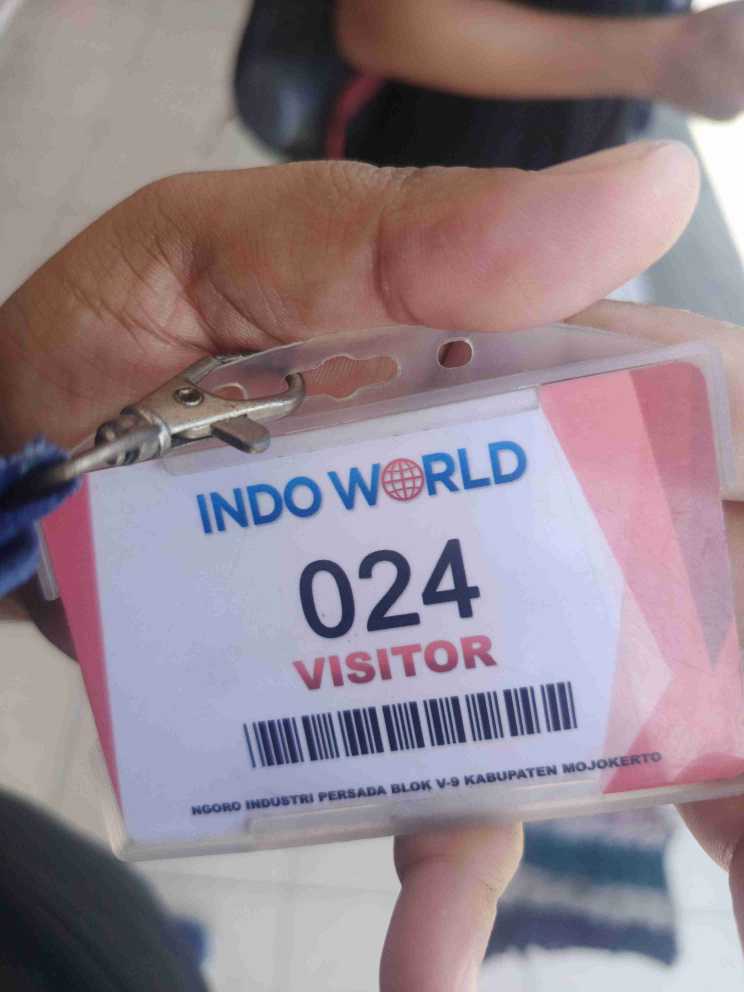 INDO WORLD
024
VISITOR
NGORO INDUSTRI PERSADA BLOK V-9 KABUPATEN MOJOKERTO